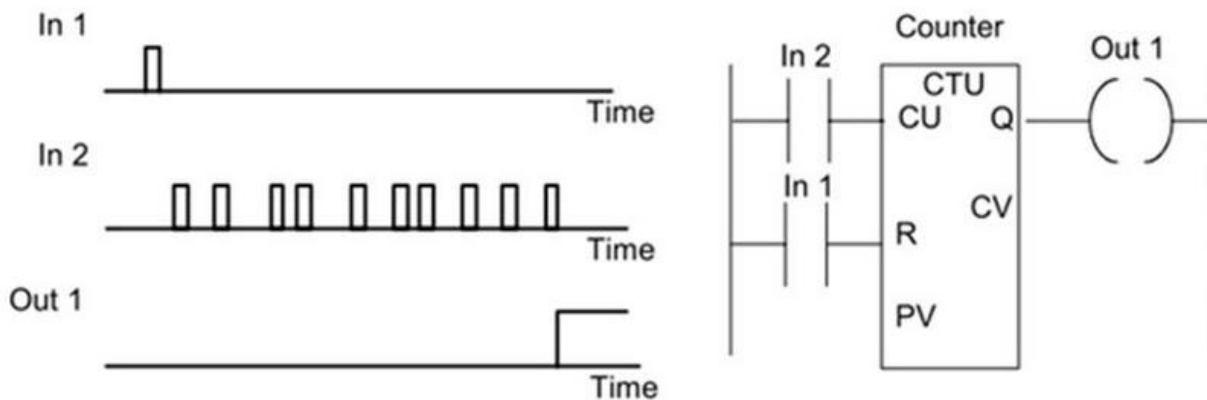 In 1
Time
In 2
Time
Out 1
Time
Counter
In 2
Out 1
CTU
CU
Q
In 1
CV
R
PV